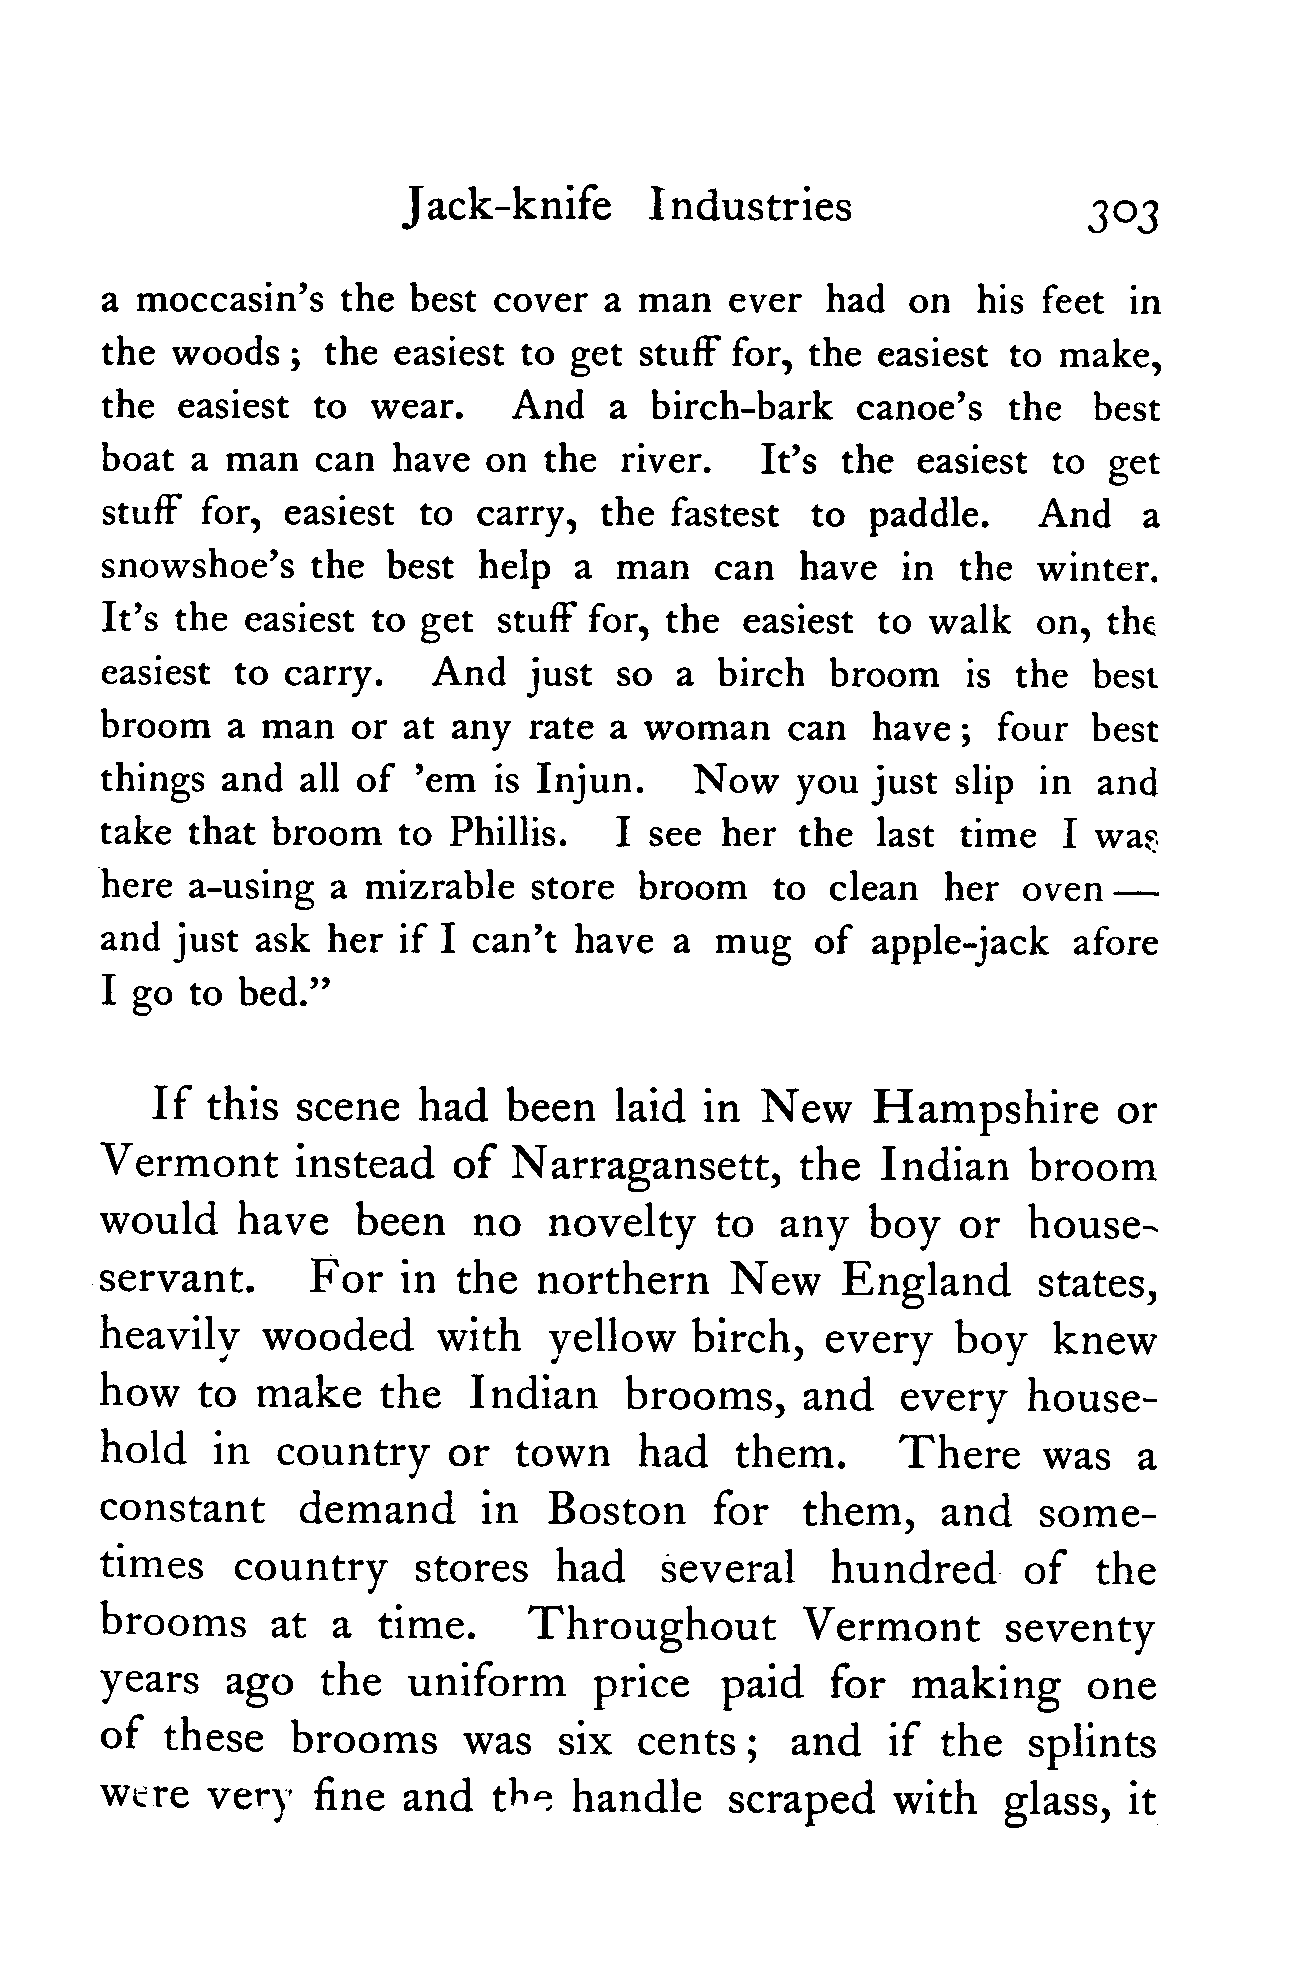 Jack-knife Industries 303
a moccasin's the best cover a man ever had on his feet in
the woods; the easiest to get stuff for, the easiest to make,
the easiest to wear. And a birch-bark canoe's the best
boat a man can have on the river. It's the easiest to get
stuff for, easiest to carry, the fastest to paddle. And a
snowshoe's the best help a man can have in the winter.
It's the easiest to get stuff for, the easiest to walk on, the
easiest to carry. And just so a birch broom is the best
broom a man or at any rate a woman can have; four best
things and all of 'em is Injun. Now you just slip in and
take that broom to Phillis. I see her the last time I was
here a-using a mizrable store broom to clean her oven —
and just ask her if I can't have a mug of apple-jack afore
I go to bed."
If this scene had been laid in New Hampshire or
Vermont instead of Narragansett, the Indian broom
would have been no novelty to any boy or house-
servant. For in the northern New England states,
heavily wooded with yellow birch, every boy knew
how to make the Indian brooms, and every house-
hold in country or town had them. There was a
constant demand in Boston for them, and some-
times country stores had several hundred of the
brooms at a time. Throughout Vermont seventy
years ago the uniform price paid for making one
of these brooms was six cents; and if the splints
were very fine and the handle scraped with glass, it